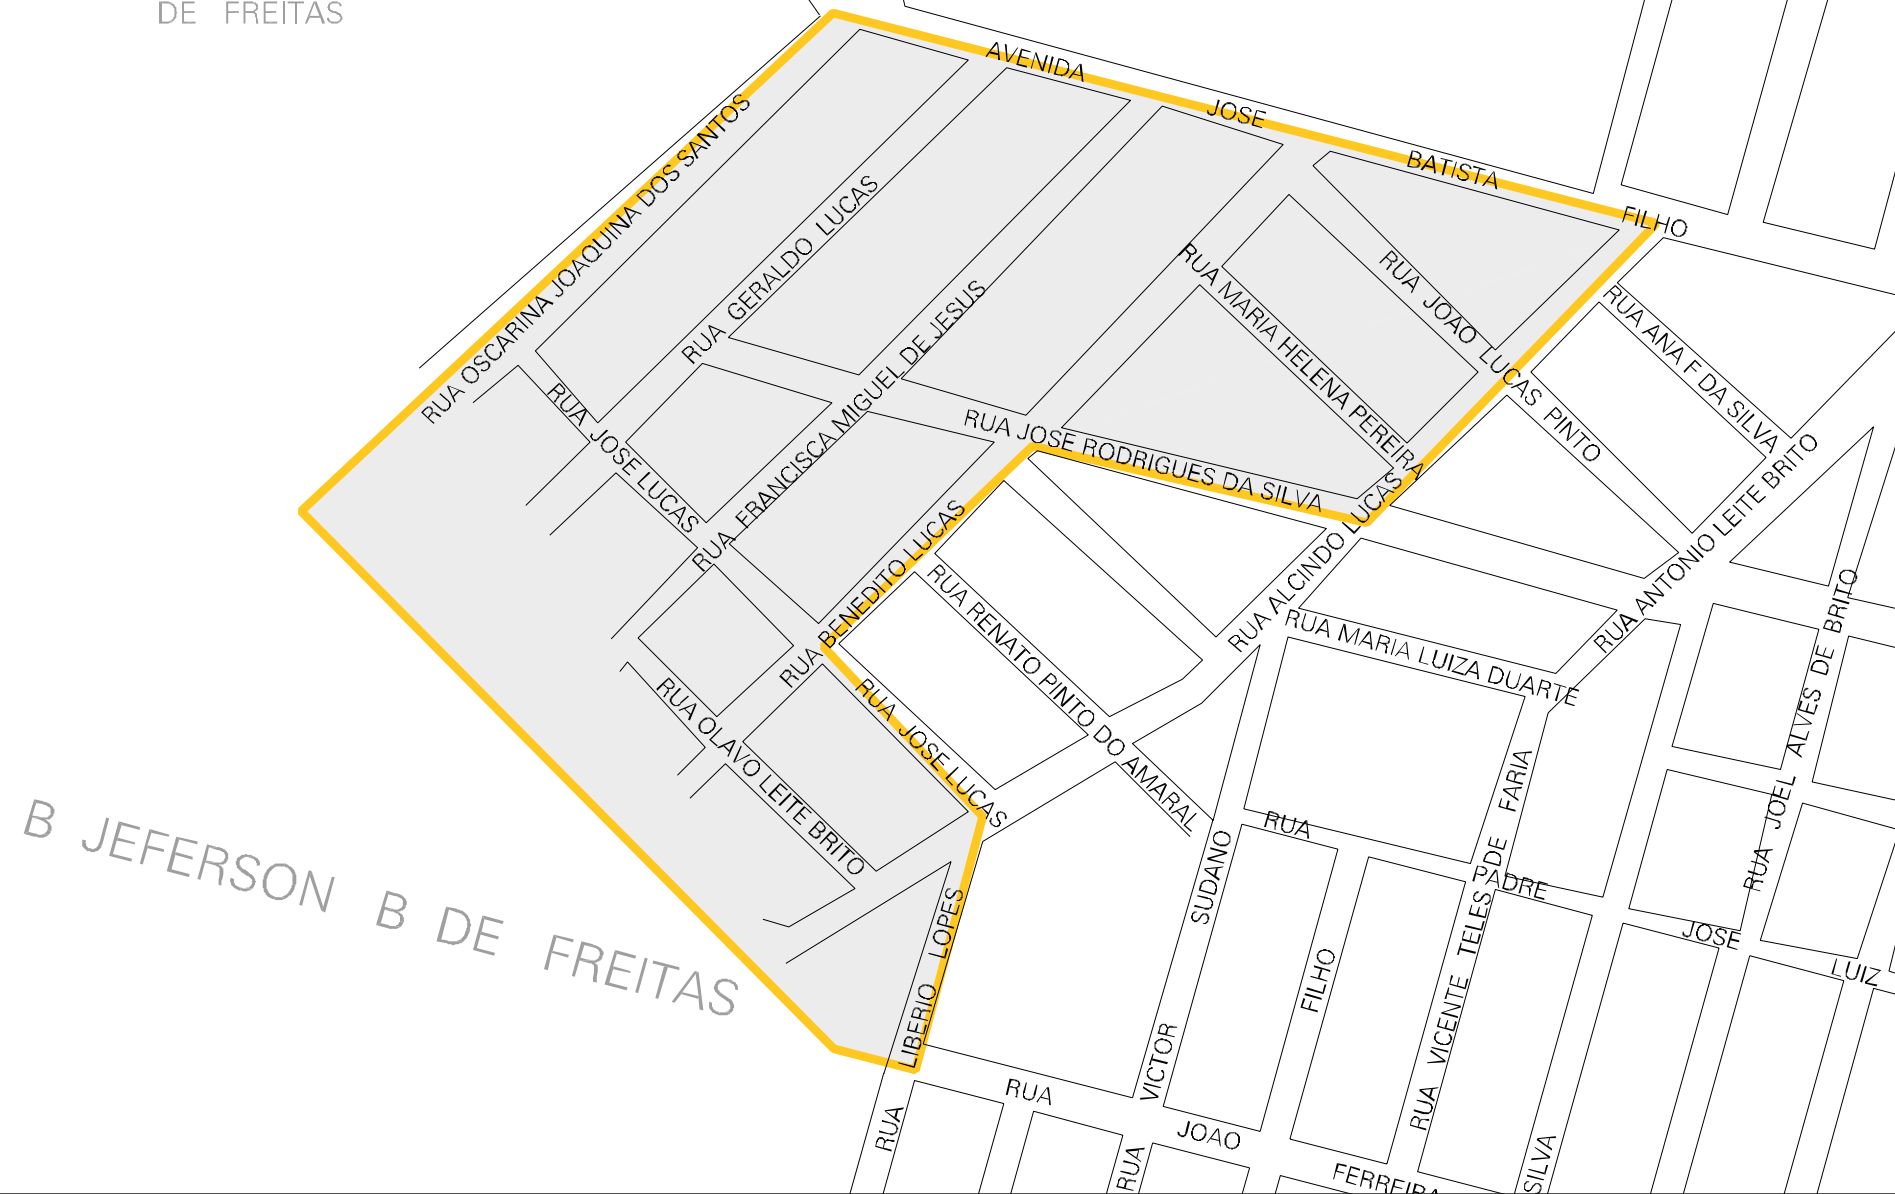 DE FREITAS
AVENIDA JOSE BATISTA FILHO
RUA OSCARINA JOAQUINA DOS SANTOS
RUA GERALDO LUCAS
RUA FRANCISCA MIGUEL DE JESUS
RUA MARIA HELENA PEREIRA
RUA JOAO LUCAS PINTO
RUA ANA F DA SILVA
RUA JOSE LUCAS
RUA JOSE RODRIGUES DA SILVA
RUA BENEDITO LUCAS
RUA ALCINDO LUCAS
RUA ANTONIO LEITE BRITO
RUA RENATO PINTO DO AMARAL
RUA MARIA LUIZA DUARTE
RUA OLAVO LEITE BRITO
RUA JOSE LUCAS
RUA JOEL ALVES DE BRITO
B JEFERSON B DE FREITAS
RUA LIBERIO LOPES
RUA VICTOR SUDANO
FILHO
RUA VICENTE TELES PADE FARIA
RUA PADRE JOSE LUIZ
RUA JOAO FERREIRA
SILVA